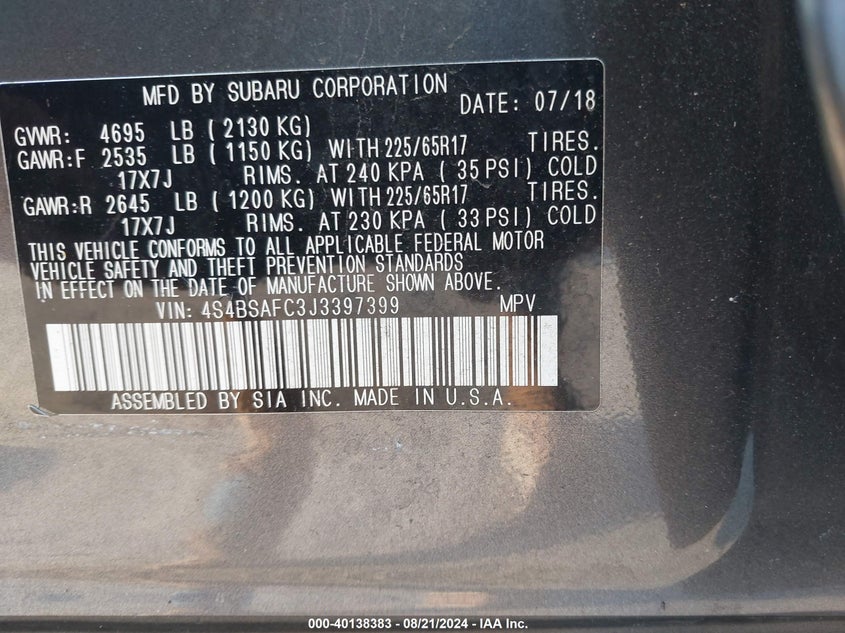 MFD BY SUBARU CORPORATION DATE: 07/18
GVWR: 4695 LB (2130 KG)
GAWR:F 2535 LB (1150 KG) WITH 225/65R17 TIRES.
17X7J RIMS. AT 240 KPA (35 PSI) COLD
GAWR:R 2645 LB (1200 KG) WITH 225/65R17 TIRES.
17X7J RIMS. AT 230 KPA (33 PSI) COLD
THIS VEHICLE CONFORMS TO ALL APPLICABLE FEDERAL MOTOR
VEHICLE SAFETY AND THEFT PREVENTION STANDARDS
IN EFFECT ON THE DATE OF MANUFACTURE SHOWN ABOVE.
VIN: 4S4BSAFC3J3397399 MPV
ASSEMBLED BY SIA INC. MADE IN U.S.A.
000-40138383 - 08/21/2024 - IAA Inc.